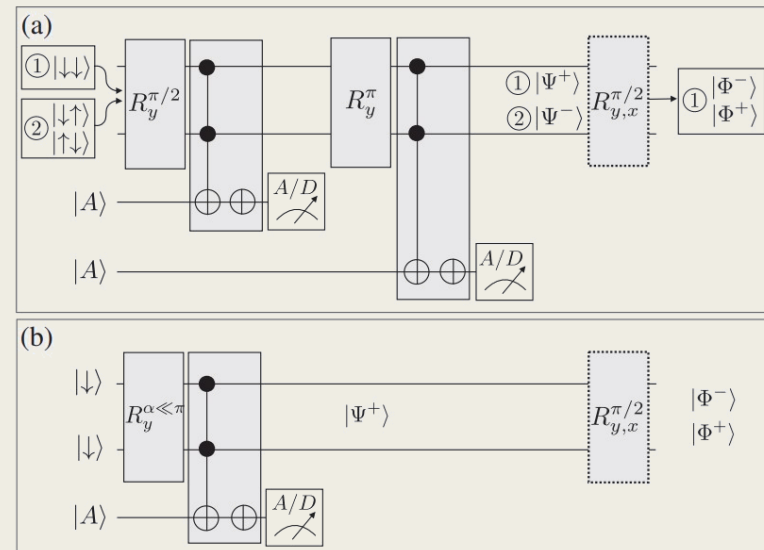 (a)
① |↓↓⟩
② |↓↑⟩
|↑↓⟩
R_y^{π/2}
|A⟩
A/D
R_y^{π}
|A⟩
A/D
① |Ψ⁺⟩
② |Ψ⁻⟩
R_{y,x}^{π/2}
① |Φ⁻⟩
|Φ⁺⟩
(b)
|↓⟩
|↓⟩
|A⟩
R_y^{α≪π}
A/D
|Ψ⁺⟩
R_{y,x}^{π/2}
|Φ⁻⟩
|Φ⁺⟩